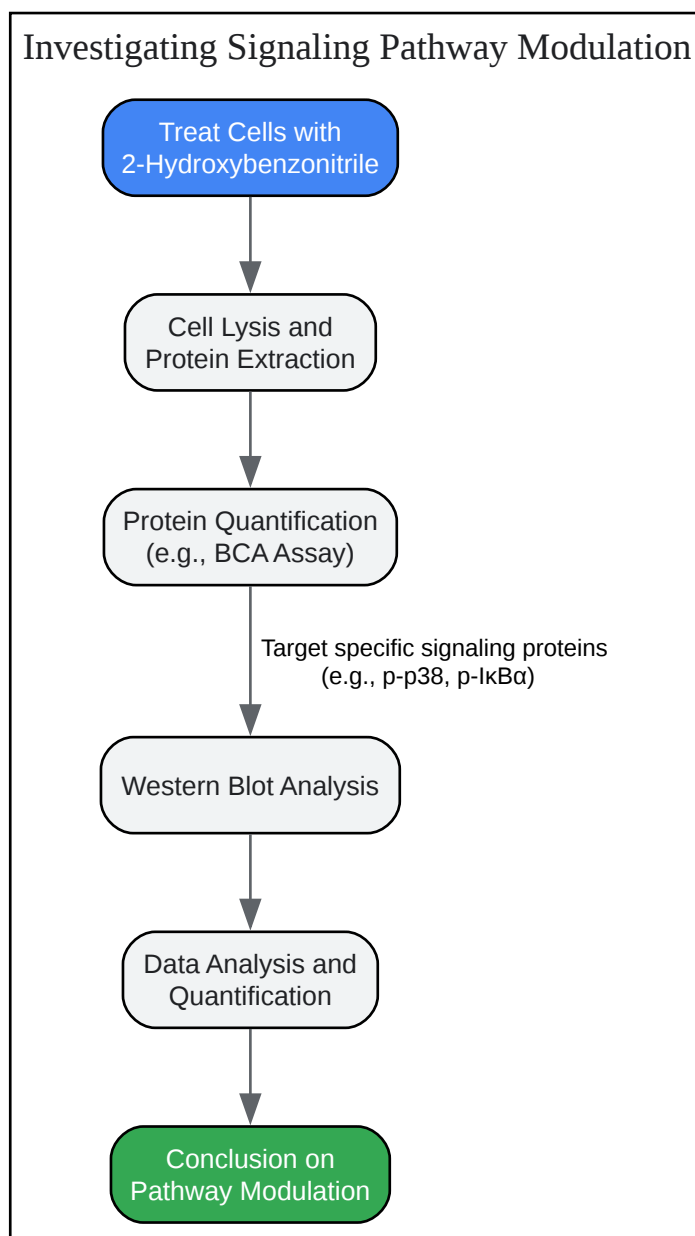 Investigating Signaling Pathway Modulation
Treat Cells with
2-Hydroxybenzonitrile
Cell Lysis and
Protein Extraction
Protein Quantification
(e.g., BCA Assay)
Target specific signaling proteins
(e.g., p-p38, p-IκBα)
Western Blot Analysis
Data Analysis and
Quantification
Conclusion on
Pathway Modulation